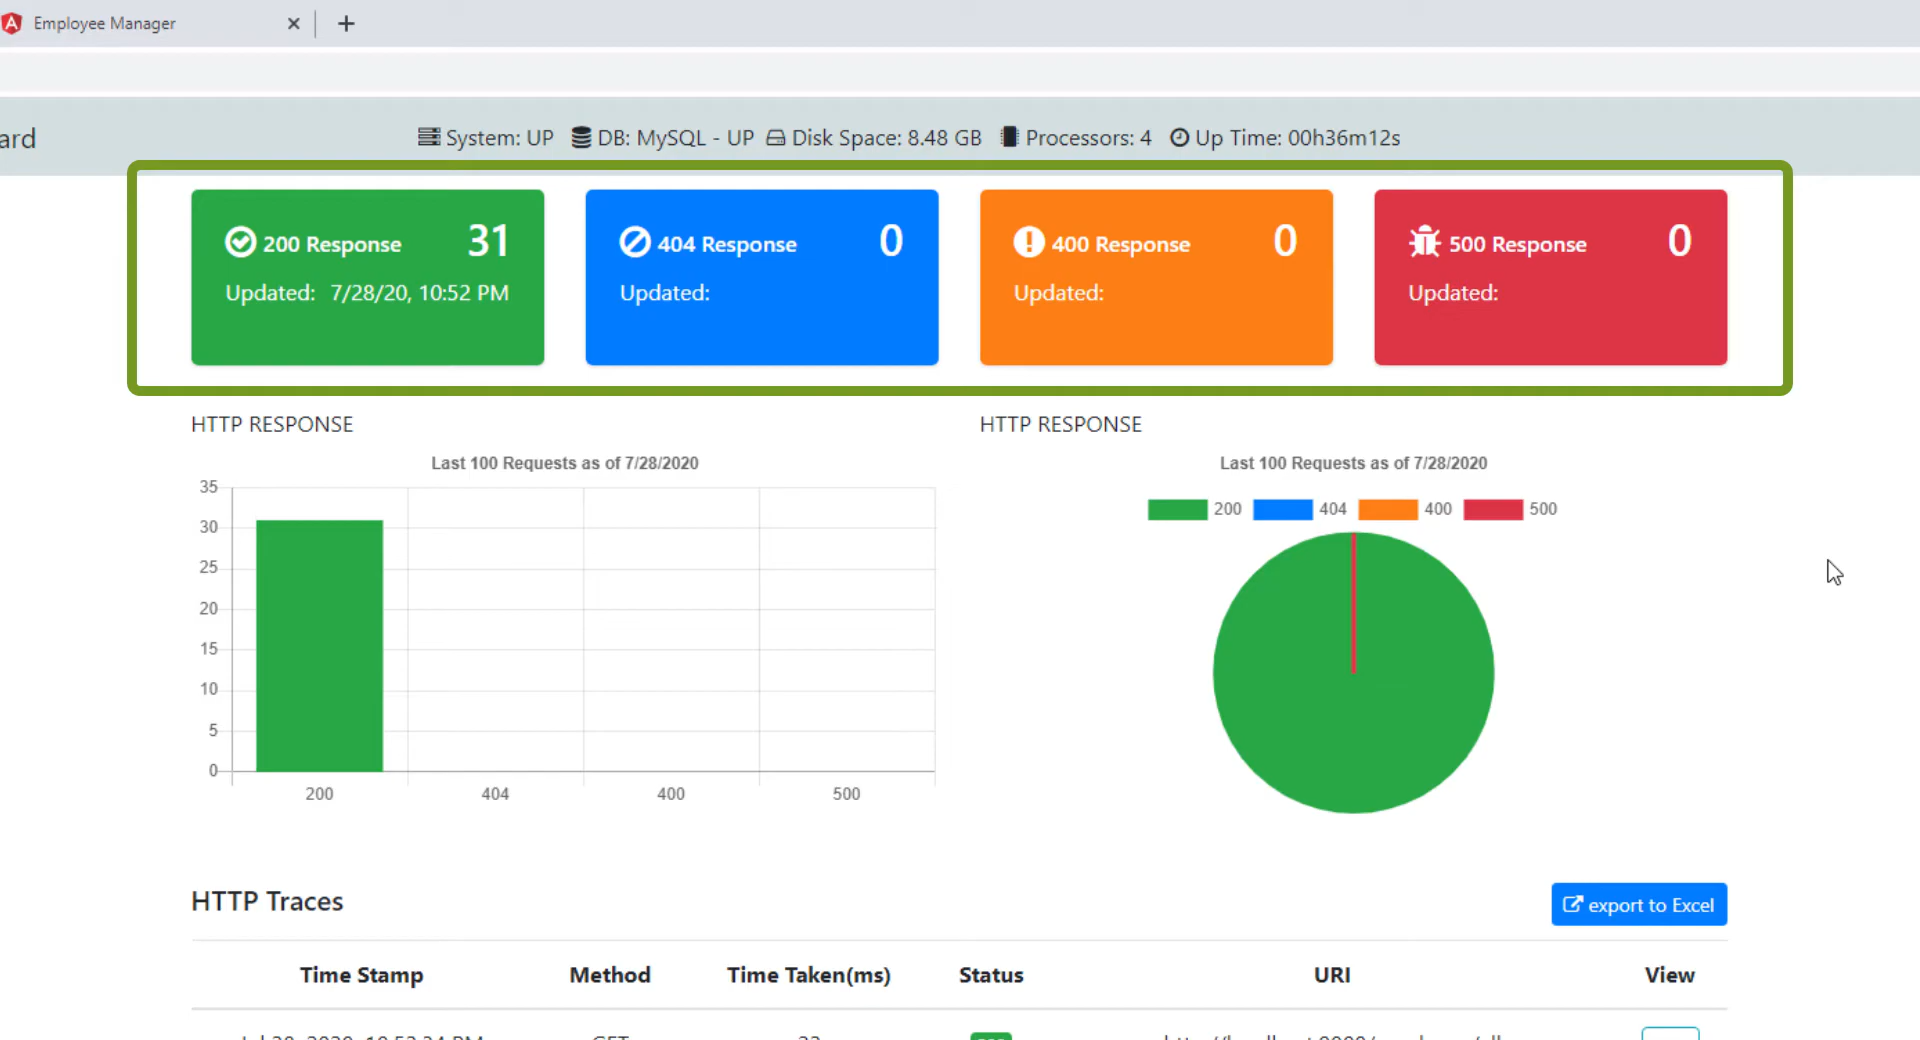 Employee Manager
ard
System: UP DB: MySQL - UP Disk Space: 8.48 GB Processors: 4 Up Time: 00h36m12s
200 Response 31
Updated: 7/28/20, 10:52 PM
404 Response 0
Updated:
400 Response 0
Updated:
500 Response 0
Updated:
HTTP RESPONSE
Last 100 Requests as of 7/28/2020
35
30
25
20
15
10
5
0
200 404 400 500
HTTP RESPONSE
Last 100 Requests as of 7/28/2020
200 404 400 500
HTTP Traces
export to Excel
Time Stamp Method Time Taken(ms) Status URI View